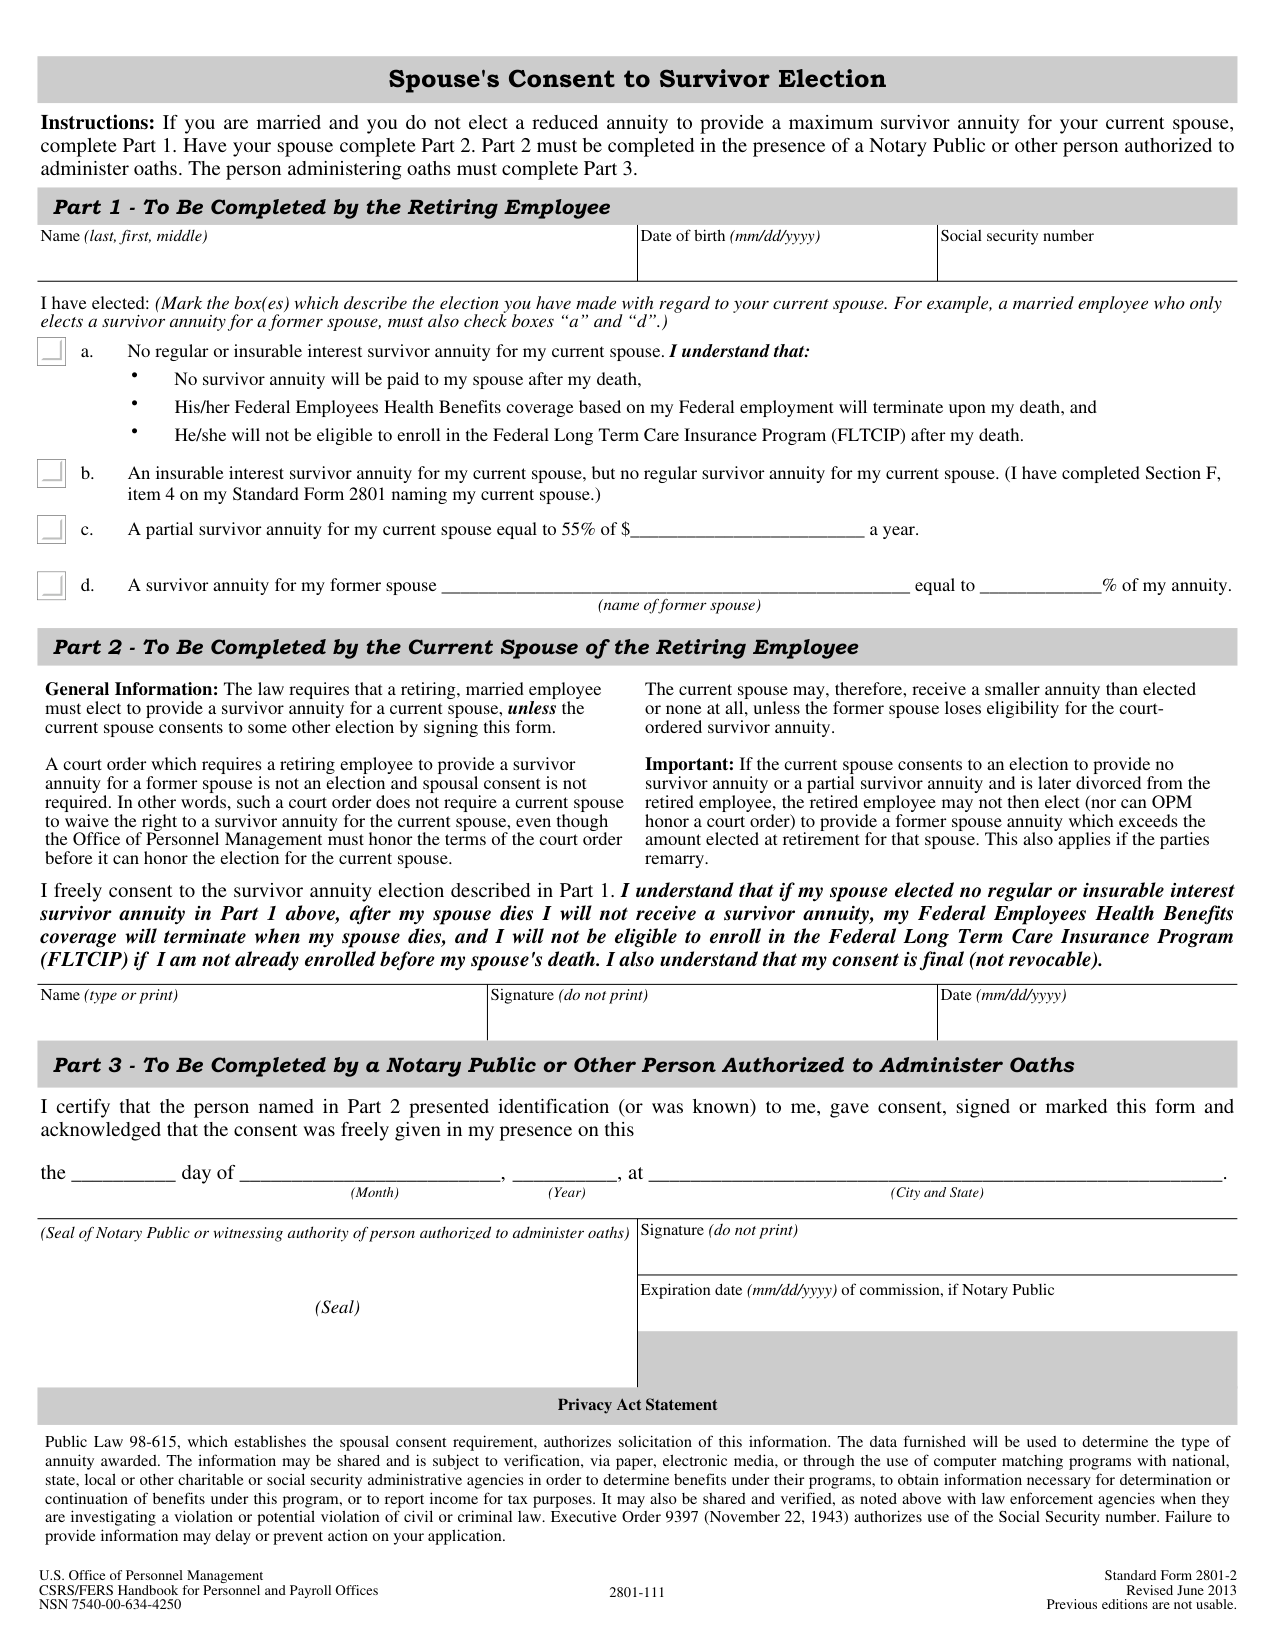 Spouse's Consent to Survivor Election
Instructions: If you are married and you do not elect a reduced annuity to provide a maximum survivor annuity for your current spouse,
complete Part 1. Have your spouse complete Part 2. Part 2 must be completed in the presence of a Notary Public or other person authorized to
administer oaths. The person administering oaths must complete Part 3.
Part 1 - To Be Completed by the Retiring Employee
Name (last, first, middle)
Date of birth (mm/dd/yyyy)
Social security number
I have elected: (Mark the box(es) which describe the election you have made with regard to your current spouse. For example, a married employee who only
elects a survivor annuity for a former spouse, must also check boxes “a” and “d”.)
a. No regular or insurable interest survivor annuity for my current spouse. I understand that:
• No survivor annuity will be paid to my spouse after my death,
• His/her Federal Employees Health Benefits coverage based on my Federal employment will terminate upon my death, and
• He/she will not be eligible to enroll in the Federal Long Term Care Insurance Program (FLTCIP) after my death.
b. An insurable interest survivor annuity for my current spouse, but no regular survivor annuity for my current spouse. (I have completed Section F,
item 4 on my Standard Form 2801 naming my current spouse.)
c. A partial survivor annuity for my current spouse equal to 55% of $_________________________ a year.
d. A survivor annuity for my former spouse __________________________________________________ equal to _____________% of my annuity.
(name of former spouse)
Part 2 - To Be Completed by the Current Spouse of the Retiring Employee
General Information: The law requires that a retiring, married employee
must elect to provide a survivor annuity for a current spouse, unless the
current spouse consents to some other election by signing this form.
A court order which requires a retiring employee to provide a survivor
annuity for a former spouse is not an election and spousal consent is not
required. In other words, such a court order does not require a current spouse
to waive the right to a survivor annuity for the current spouse, even though
the Office of Personnel Management must honor the terms of the court order
before it can honor the election for the current spouse.
The current spouse may, therefore, receive a smaller annuity than elected
or none at all, unless the former spouse loses eligibility for the court-
ordered survivor annuity.
Important: If the current spouse consents to an election to provide no
survivor annuity or a partial survivor annuity and is later divorced from the
retired employee, the retired employee may not then elect (nor can OPM
honor a court order) to provide a former spouse annuity which exceeds the
amount elected at retirement for that spouse. This also applies if the parties
remarry.
I freely consent to the survivor annuity election described in Part 1. I understand that if my spouse elected no regular or insurable interest
survivor annuity in Part 1 above, after my spouse dies I will not receive a survivor annuity, my Federal Employees Health Benefits
coverage will terminate when my spouse dies, and I will not be eligible to enroll in the Federal Long Term Care Insurance Program
(FLTCIP) if I am not already enrolled before my spouse's death. I also understand that my consent is final (not revocable).
Name (type or print)
Signature (do not print)
Date (mm/dd/yyyy)
Part 3 - To Be Completed by a Notary Public or Other Person Authorized to Administer Oaths
I certify that the person named in Part 2 presented identification (or was known) to me, gave consent, signed or marked this form and
acknowledged that the consent was freely given in my presence on this
the __________ day of _________________________, __________, at _______________________________________________________.
(Month) (Year) (City and State)
(Seal of Notary Public or witnessing authority of person authorized to administer oaths)
(Seal)
Signature (do not print)
Expiration date (mm/dd/yyyy) of commission, if Notary Public
Privacy Act Statement
Public Law 98-615, which establishes the spousal consent requirement, authorizes solicitation of this information. The data furnished will be used to determine the type of
annuity awarded. The information may be shared and is subject to verification, via paper, electronic media, or through the use of computer matching programs with national,
state, local or other charitable or social security administrative agencies in order to determine benefits under their programs, to obtain information necessary for determination or
continuation of benefits under this program, or to report income for tax purposes. It may also be shared and verified, as noted above with law enforcement agencies when they
are investigating a violation or potential violation of civil or criminal law. Executive Order 9397 (November 22, 1943) authorizes use of the Social Security number. Failure to
provide information may delay or prevent action on your application.
U.S. Office of Personnel Management
CSRS/FERS Handbook for Personnel and Payroll Offices
NSN 7540-00-634-4250
2801-111
Standard Form 2801-2
Revised June 2013
Previous editions are not usable.